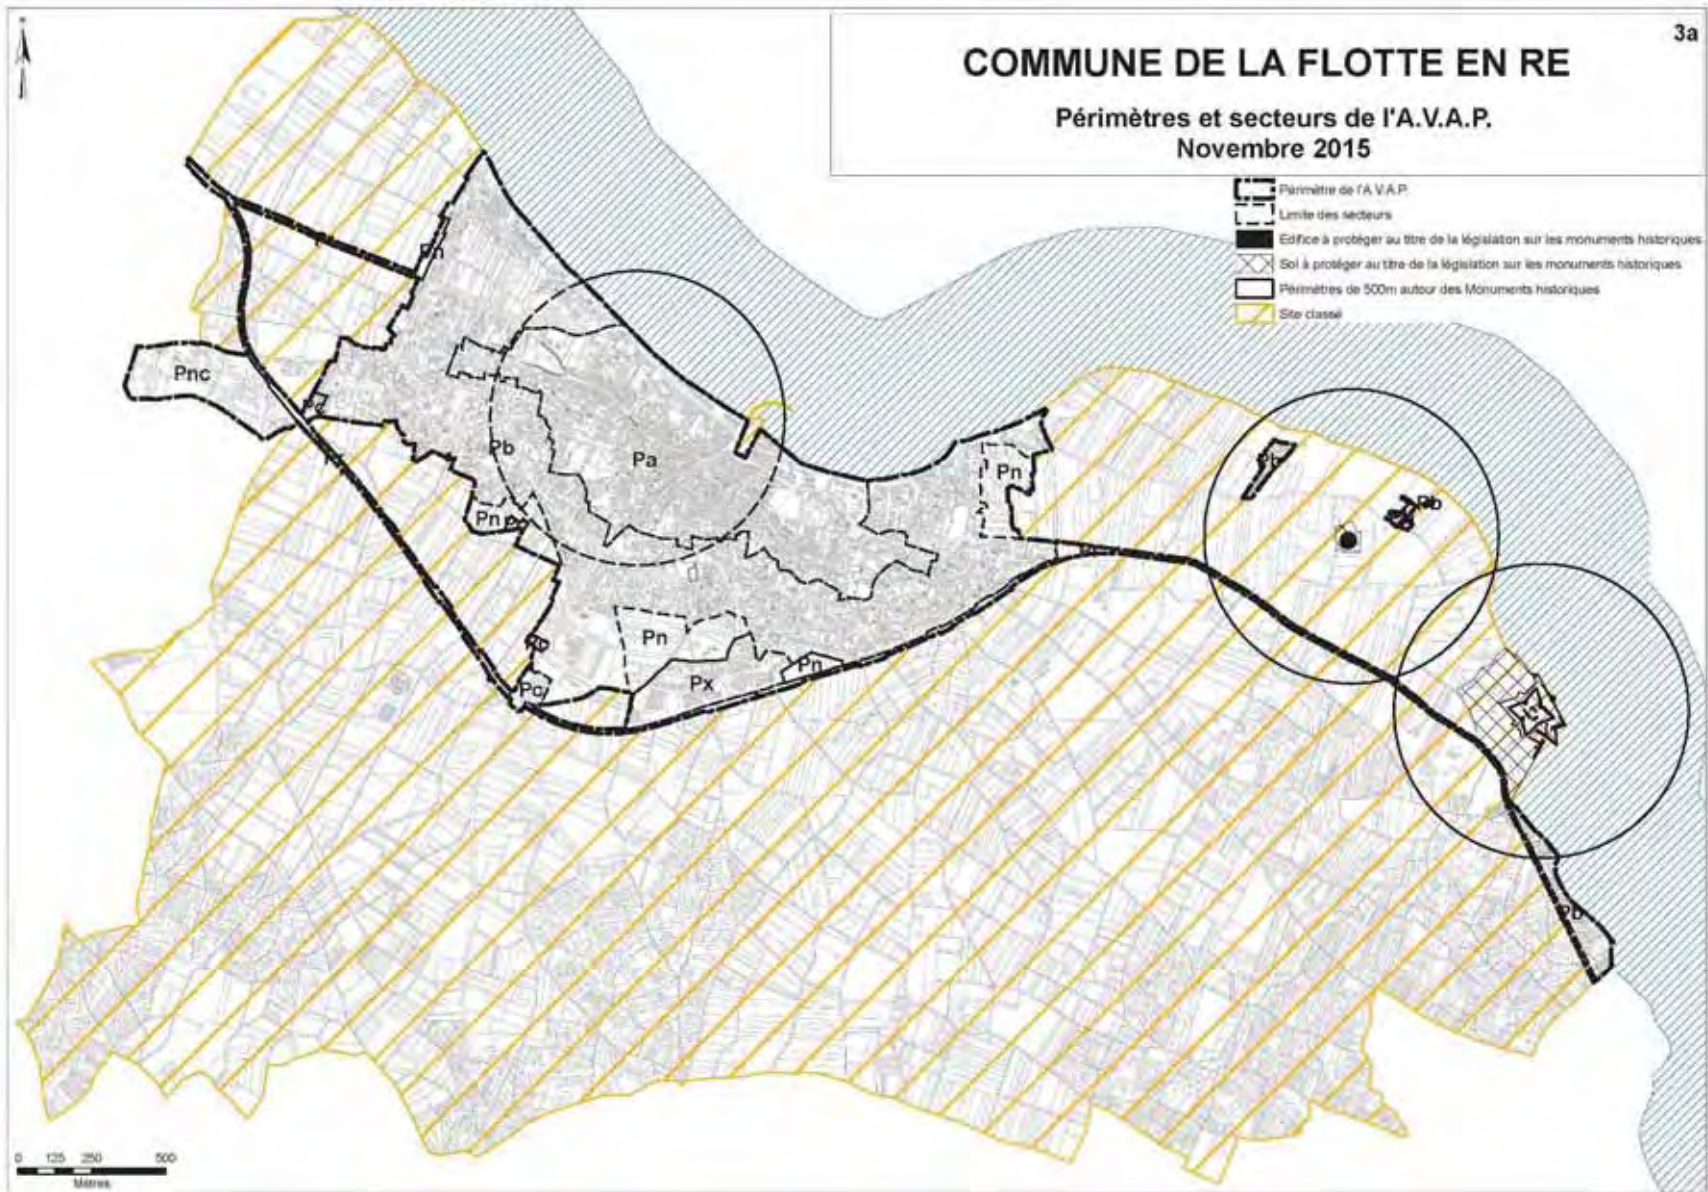 3a
COMMUNE DE LA FLOTTE EN RE
Périmètres et secteurs de l'A.V.A.P.
Novembre 2015
Périmètre de l'A.V.A.P.
Limite des secteurs
Edifice à protéger au titre de la législation sur les monuments historiques
Sol à protéger au titre de la législation sur les monuments historiques
Périmètres de 500m autour des Monuments historiques
Site classé
Pn
Pnc
Pc
Pb
Pa
Pn
Pb
Pb
Pn
Pn
Pn
Px
Pc
Pb
0 125 250 500
Mètres